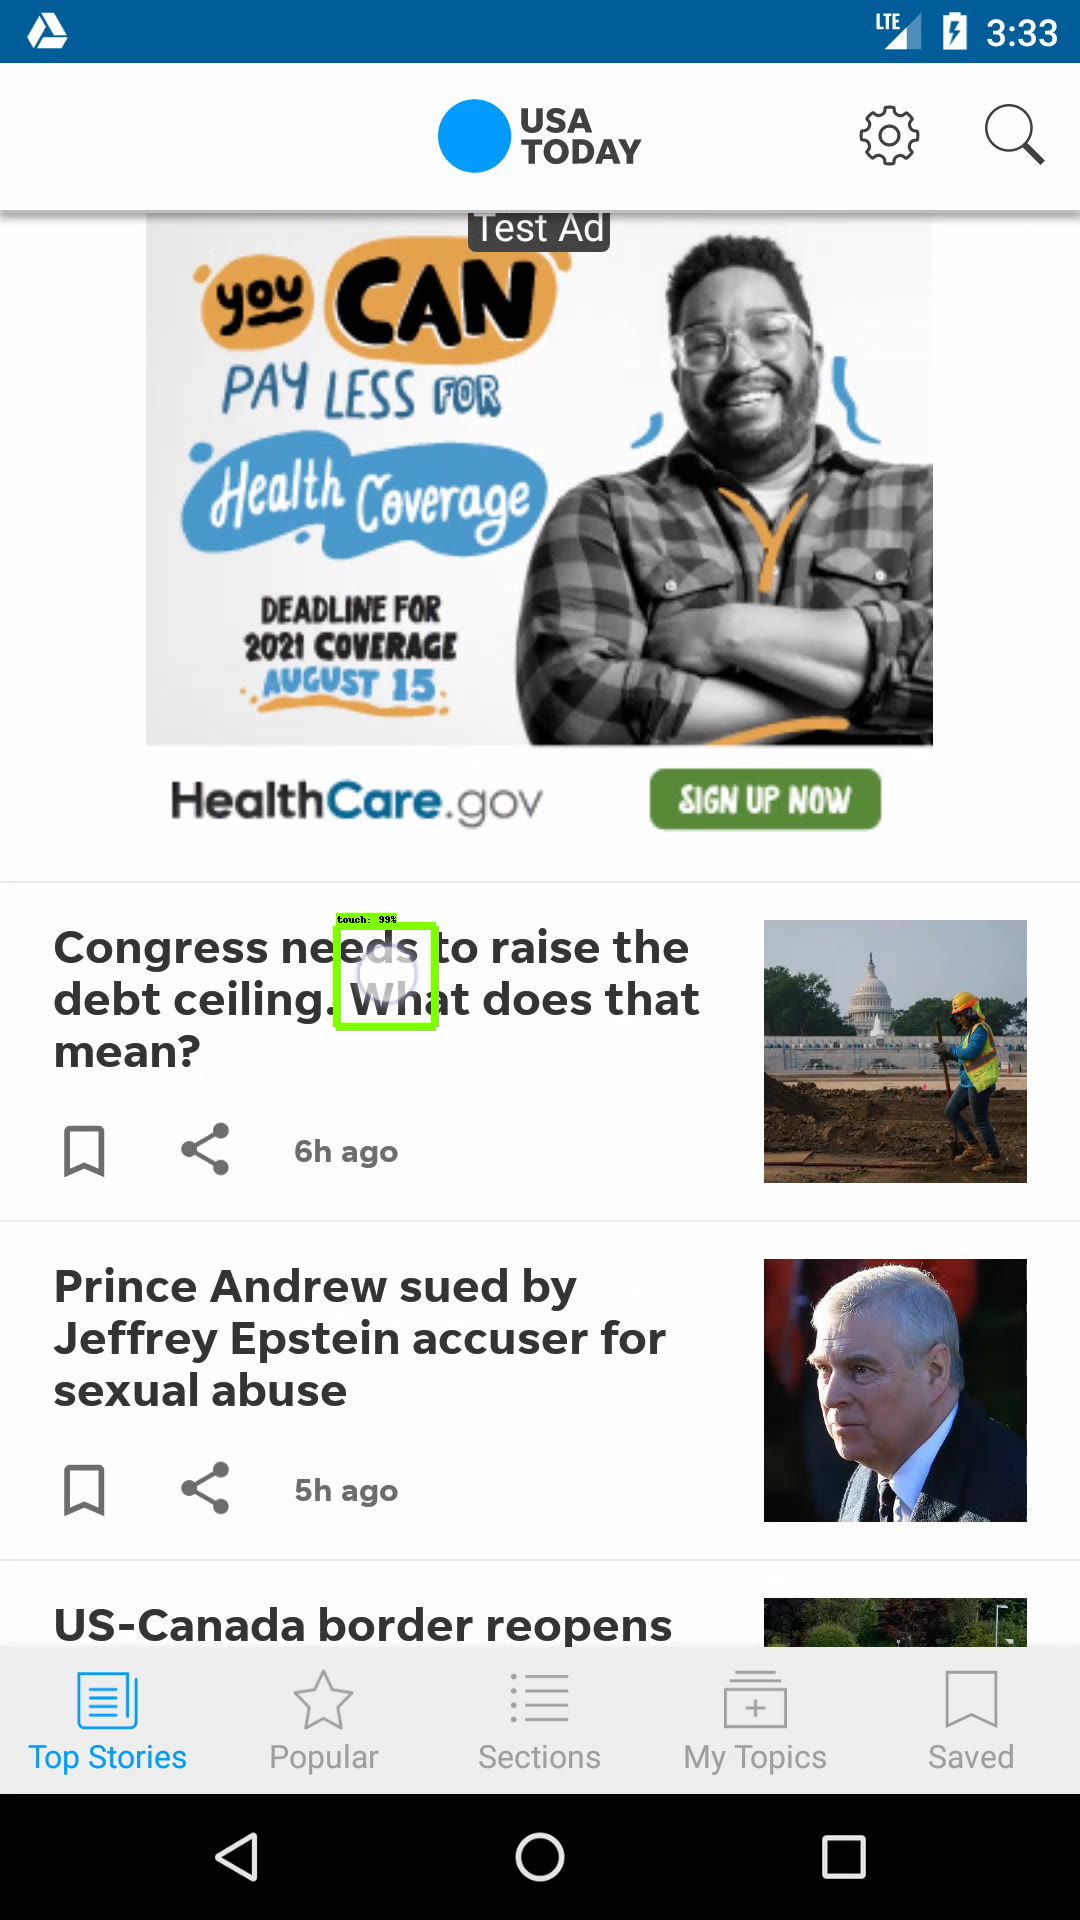 LTE 3:33
USA
TODAY
Test Ad
you CAN
PAY LESS FOR
Health Coverage
DEADLINE FOR
2021 COVERAGE
AUGUST 15
HealthCare.gov
SIGN UP NOW
touch: 99%
Congress needs to raise the
debt ceiling. What does that
mean?
6h ago
Prince Andrew sued by
Jeffrey Epstein accuser for
sexual abuse
5h ago
US-Canada border reopens
Top Stories
Popular
Sections
My Topics
Saved